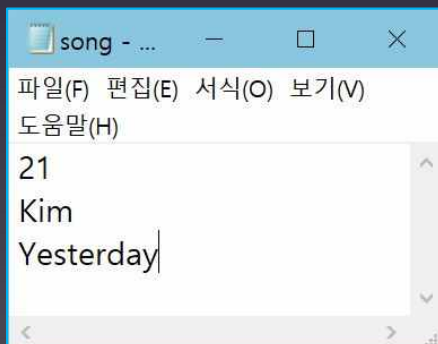 song - ...
파일(F) 편집(E) 서식(O) 보기(V)
도움말(H)
21
Kim
Yesterday